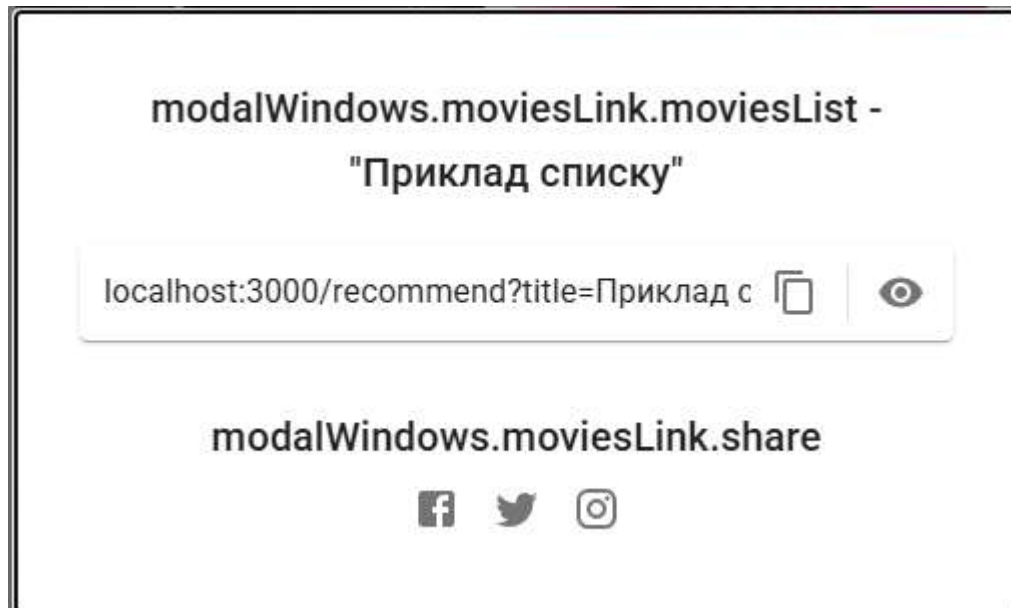 modalWindows.moviesLink.moviesList -
"Приклад списку"
localhost:3000/recommend?title=Приклад с
modalWindows.moviesLink.share